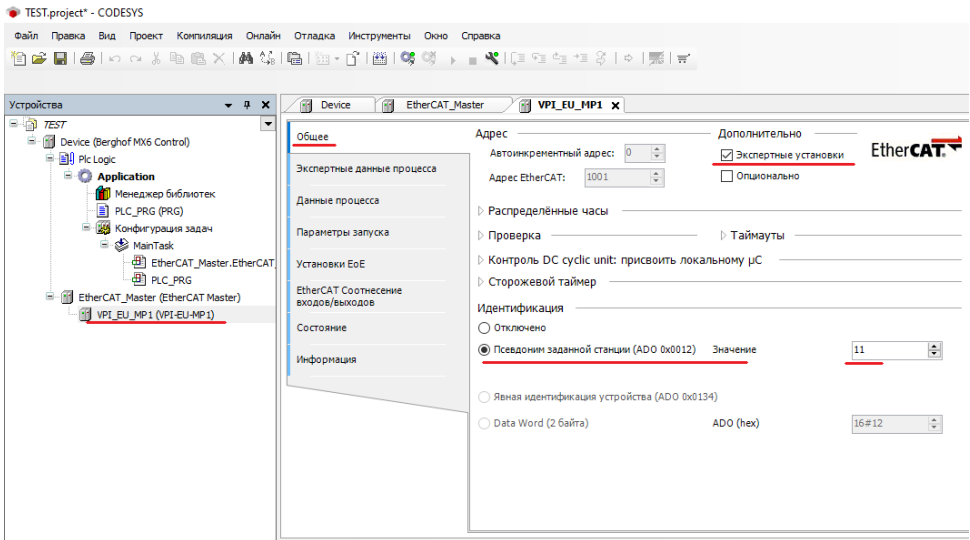 TEST.project* - CODESYS
Файл Правка Вид Проект Компиляция Онлайн Отладка Инструменты Окно Справка
Устройства
TEST
Device (Berghof MX6 Control)
Plc Logic
Application
Менеджер библиотек
PLC_PRG (PRG)
Конфигурация задач
MainTask
EtherCAT_Master.EtherCAT_
PLC_PRG
EtherCAT_Master (EtherCAT Master)
VPI_EU_MP1 (VPI-EU-MP1)
Device EtherCAT_Master VPI_EU_MP1
Общее
Экспертные данные процесса
Данные процесса
Параметры запуска
Установки EoE
EtherCAT Соотнесение
входов/выходов
Состояние
Информация
Адрес
Автоинкрементный адрес: 0
Адрес EtherCAT: 1001
Дополнительно
Экспертные установки
Опционально
EtherCAT
Распределённые часы
Проверка Таймауты
Контроль DC cyclic unit: присвоить локальному µC
Сторожевой таймер
Идентификация
Отключено
Псевдоним заданной станции (ADO 0x0012) Значение 11
Явная идентификация устройства (ADO 0x0134)
Data Word (2 байта) ADO (hex) 16#12